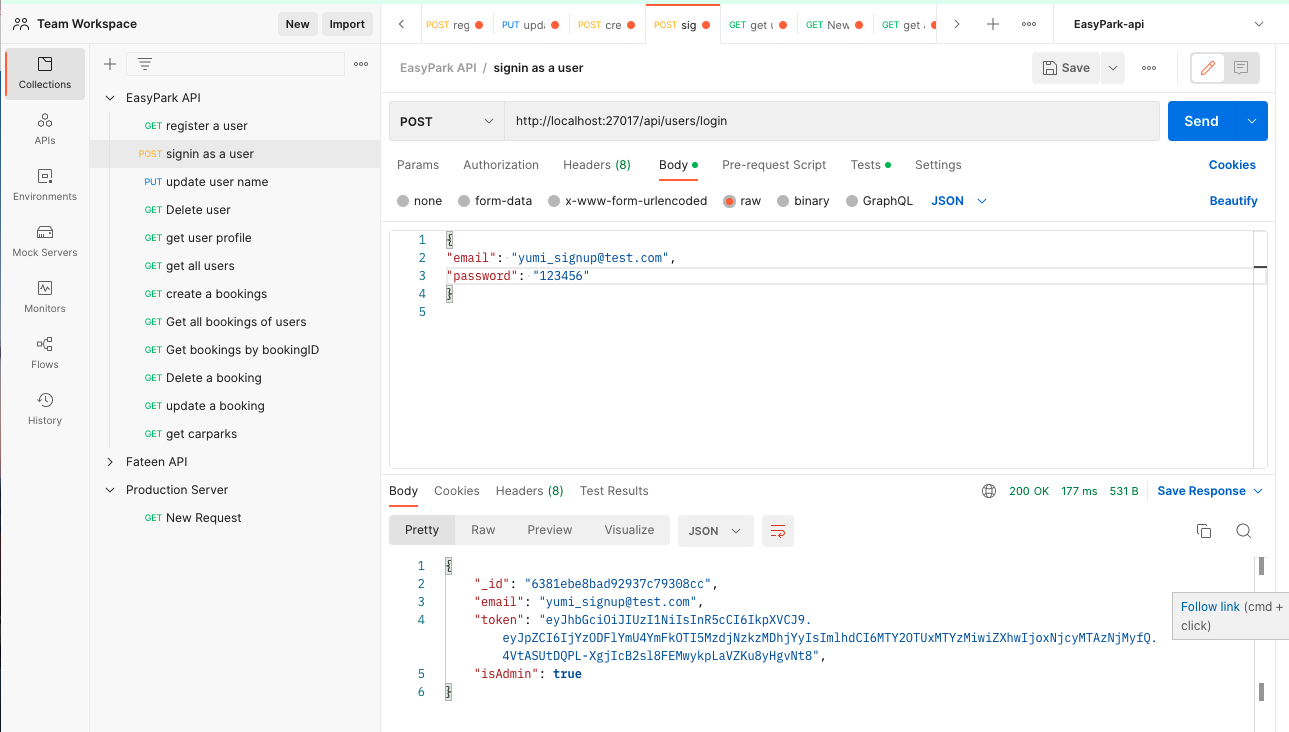 Team Workspace
New
Import
POST reg
PUT upda
POST cre
POST sig
GET get u
GET New
GET get
EasyPark-api
Collections
APIs
Environments
Mock Servers
Monitors
Flows
History
EasyPark API
GET register a user
POST signin as a user
PUT update user name
GET Delete user
GET get user profile
GET get all users
GET create a bookings
GET Get all bookings of users
GET Get bookings by bookingID
GET Delete a booking
GET update a booking
GET get carparks
Fateen API
Production Server
GET New Request
EasyPark API / signin as a user
Save
POST
http://localhost:27017/api/users/login
Send
Params Authorization Headers (8) Body Pre-request Script Tests Settings
Cookies
none form-data x-www-form-urlencoded raw binary GraphQL JSON
Beautify
1 {
2 "email": "yumi_signup@test.com",
3 "password": "123456"
4 }
5
Body Cookies Headers (8) Test Results
200 OK 177 ms 531 B Save Response
Pretty Raw Preview Visualize JSON
1 {
2 "_id": "6381ebe8bad92937c79308cc",
3 "email": "yumi_signup@test.com",
4 "token": "eyJhbGciOiJIUzI1NiIsInR5cCI6IkpXVCJ9.
eyJpZCI6IjYzODFlYmU4YmFkOTI5MzdjNzkzMDhjYyIsImlhdCI6MTY2OTUxMTYzMiwiZXhwIjoxNjcyMTAzNjMyfQ.
4VtASUtDQPL-XgjIcB2sl8FEMwykpLaVZKu8yHgvNt8",
5 "isAdmin": true
6 }
Follow link (cmd +
click)